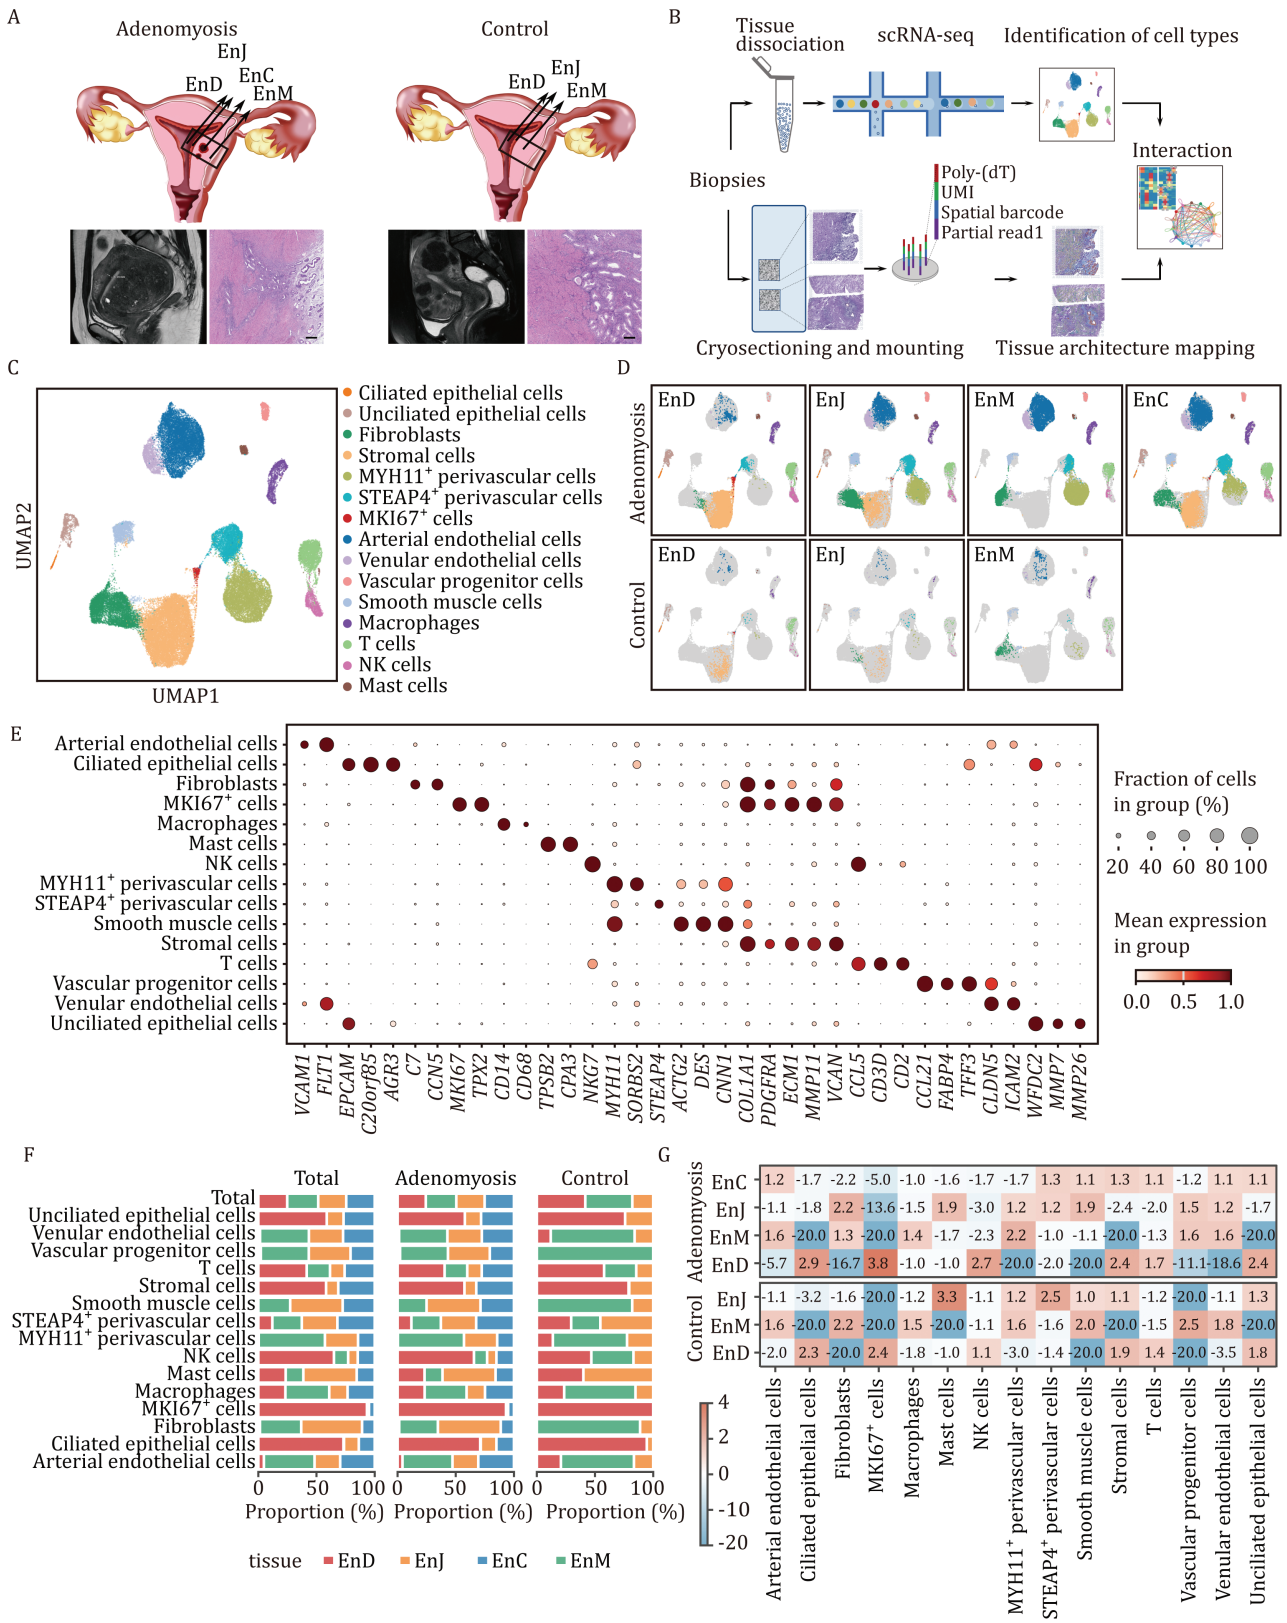 A
Adenomyosis
EnJ
EnD
EnC
EnM
Control
EnJ
EnD
EnM
B
Tissue
dissociation
scRNA-seq
Identification of cell types
Biopsies
Poly-(dT)
UMI
Spatial barcode
Partial read1
Interaction
Cryosectioning and mounting
Tissue architecture mapping
C
UMAP2
UMAP1
Ciliated epithelial cells
Unciliated epithelial cells
Fibroblasts
Stromal cells
MYH11⁺ perivascular cells
STEAP4⁺ perivascular cells
MKI67⁺ cells
Arterial endothelial cells
Venular endothelial cells
Vascular progenitor cells
Smooth muscle cells
Macrophages
T cells
NK cells
Mast cells
D
Adenomyosis
EnD
EnJ
EnM
EnC
Control
EnD
EnJ
EnM
E
Arterial endothelial cells
Ciliated epithelial cells
Fibroblasts
MKI67⁺ cells
Macrophages
Mast cells
NK cells
MYH11⁺ perivascular cells
STEAP4⁺ perivascular cells
Smooth muscle cells
Stromal cells
T cells
Vascular progenitor cells
Venular endothelial cells
Unciliated epithelial cells
VCAM1
FLT1
EPCAM
C20orf85
AGR3
C7
CCN5
MKI67
TPX2
CD14
CD68
TPSB2
CPA3
NKG7
MYH11
SORBS2
STEAP4
ACTG2
DES
CNN1
COL1A1
PDGFRA
ECM1
MMP11
VCAN
CCL5
CD3D
CD2
CCL21
FABP4
TFF3
CLDN5
ICAM2
WFDC2
MMP7
MMP26
Fraction of cells
in group (%)
20 40 60 80 100
Mean expression
in group
0.0 0.5 1.0
F
Total
Adenomyosis
Control
Total
Unciliated epithelial cells
Venular endothelial cells
Vascular progenitor cells
T cells
Stromal cells
Smooth muscle cells
STEAP4⁺ perivascular cells
MYH11⁺ perivascular cells
NK cells
Mast cells
Macrophages
MKI67⁺ cells
Fibroblasts
Ciliated epithelial cells
Arterial endothelial cells
0 50 100 0 50 100 0 50 100
Proportion (%) Proportion (%) Proportion (%)
tissue EnD EnJ EnC EnM
G
Adenomyosis
EnC 1.2 -1.7 -2.2 -5.0 -1.0 -1.6 -1.7 -1.7 1.3 1.1 1.3 1.1 -1.2 1.1 1.1
EnJ -1.1 -1.8 2.2 -13.6 -1.5 1.9 -3.0 1.2 1.2 1.9 -2.4 -2.0 1.5 1.2 -1.7
EnM 1.6 -20.0 1.3 -20.0 1.4 -1.7 -2.3 2.2 -1.0 -1.1 -20.0 -1.3 1.6 1.6 -20.0
EnD -5.7 2.9 -16.7 3.8 -1.0 -1.0 2.7 -20.0 -2.0 -20.0 2.4 1.7 -11.1 -18.6 2.4
Control
EnJ -1.1 -3.2 -1.6 -20.0 -1.2 3.3 -1.1 1.2 2.5 1.0 1.1 -1.2 -20.0 -1.1 1.3
EnM 1.6 -20.0 2.2 -20.0 1.5 -20.0 -1.1 1.6 -1.6 2.0 -20.0 -1.5 2.5 1.8 -20.0
EnD -2.0 2.3 -20.0 2.4 -1.8 -1.0 1.1 -3.0 -1.4 -20.0 1.9 1.4 -20.0 -3.5 1.8
4
2
1
-10
-20
Arterial endothelial cells
Ciliated epithelial cells
Fibroblasts
MKI67⁺ cells
Macrophages
Mast cells
NK cells
MYH11⁺ perivascular cells
STEAP4⁺ perivascular cells
Smooth muscle cells
Stromal cells
T cells
Vascular progenitor cells
Venular endothelial cells
Unciliated epithelial cells